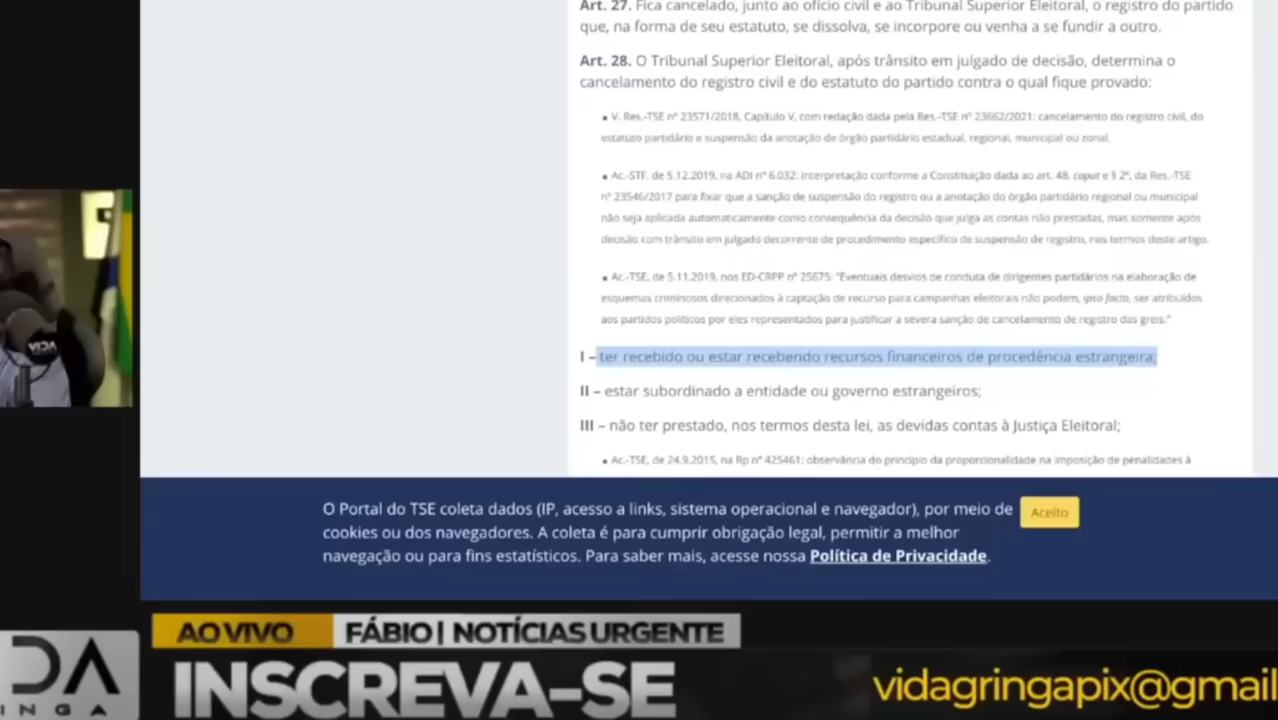 Art. 27. Fica cancelado, junto ao ofício civil e ao Tribunal Superior Eleitoral, o registro do partido
que, na forma de seu estatuto, se dissolva, se incorpore ou venha a se fundir a outro.
Art. 28. O Tribunal Superior Eleitoral, após trânsito em julgado de decisão, determina o
cancelamento do registro civil e do estatuto do partido contra o qual fique provado:
▪ V. Res.-TSE nº 23571/2018, Capítulo V, com redação dada pela Res.-TSE nº 23662/2021: cancelamento do registro civil, do
estatuto partidário e suspensão da anotação de órgão partidário estadual, regional, municipal ou zonal.
▪ Ac.-STF, de 5.12.2019, na ADI nº 6.032: interpretação conforme a Constituição dada ao art. 48, caput e § 2º, da Res.-TSE
nº 23546/2017 para fixar que a sanção de suspensão do registro ou a anotação do órgão partidário regional ou municipal
não seja aplicada automaticamente como consequência da decisão que julga as contas não prestadas, mas somente após
decisão com trânsito em julgado decorrente de procedimento específico de suspensão de registro, nos termos deste artigo.
▪ Ac.-TSE, de 5.11.2019, nos ED-CRPP nº 25675: "Eventuais desvios de conduta de dirigentes partidários na elaboração de
esquemas criminosos direcionados à captação de recurso para campanhas eleitorais não podem, ipso facto, ser atribuídos
aos partidos políticos por eles representados para justificar a severa sanção de cancelamento de registro das greis."
I – ter recebido ou estar recebendo recursos financeiros de procedência estrangeira;
II – estar subordinado a entidade ou governo estrangeiros;
III – não ter prestado, nos termos desta lei, as devidas contas à Justiça Eleitoral;
▪ Ac.-TSE, de 24.9.2015, na Rp nº 425461: observância do princípio da proporcionalidade na imposição de penalidades à
VIDA
O Portal do TSE coleta dados (IP, acesso a links, sistema operacional e navegador), por meio de
cookies ou dos navegadores. A coleta é para cumprir obrigação legal, permitir a melhor
navegação ou para fins estatísticos. Para saber mais, acesse nossa Política de Privacidade.
Aceito
AO VIVO FÁBIO | NOTÍCIAS URGENTE
DA
INGA
INSCREVA-SE
vidagringapix@gmail